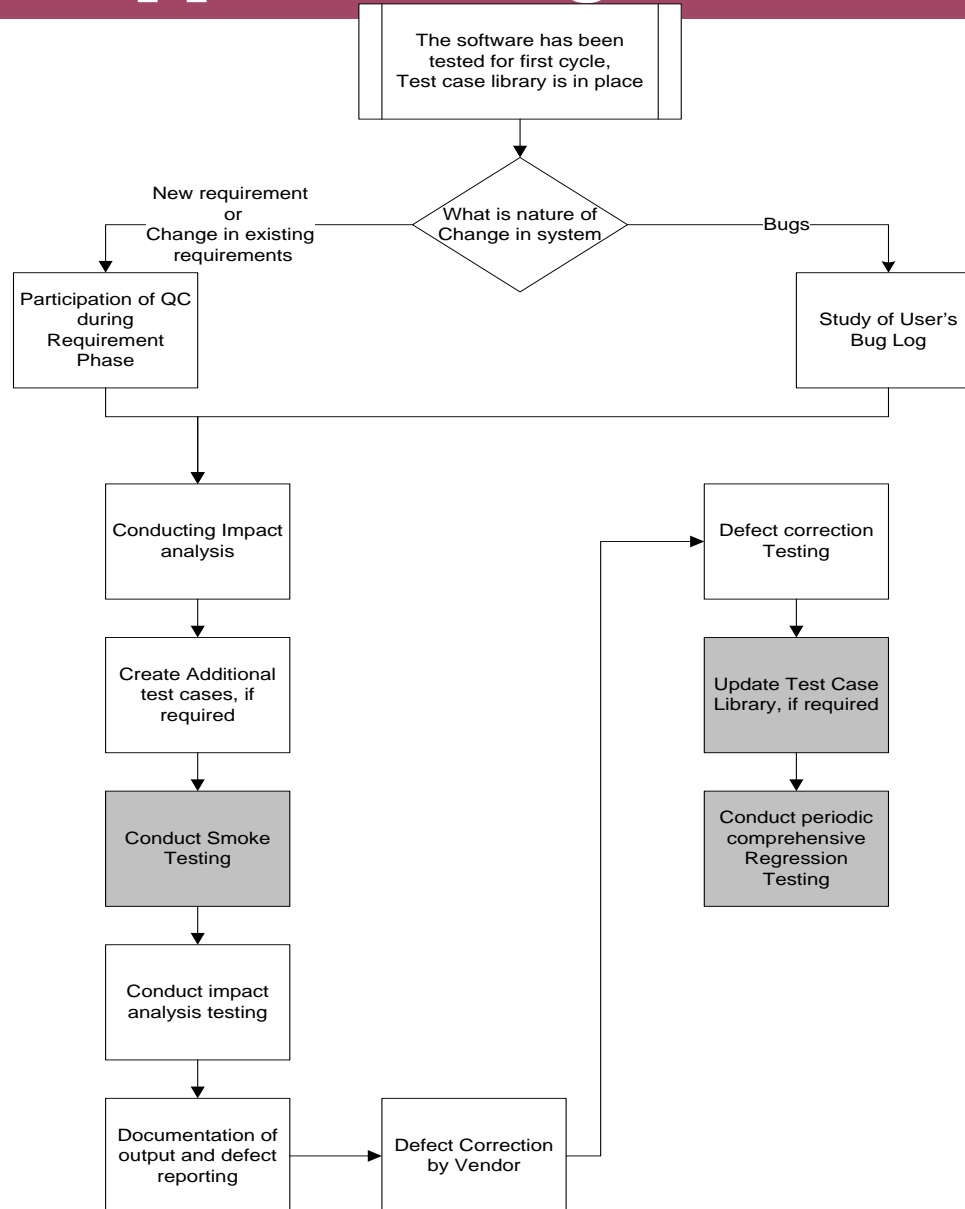 The software has been
tested for first cycle,
Test case library is in place
What is nature of
Change in system
New requirement
or
Change in existing
requirements
Bugs
Participation of QC
during
Requirement
Phase
Study of User's
Bug Log
Conducting Impact
analysis
Create Additional
test cases, if
required
Conduct Smoke
Testing
Conduct impact
analysis testing
Documentation of
output and defect
reporting
Defect Correction
by Vendor
Defect correction
Testing
Update Test Case
Library, if required
Conduct periodic
comprehensive
Regression
Testing